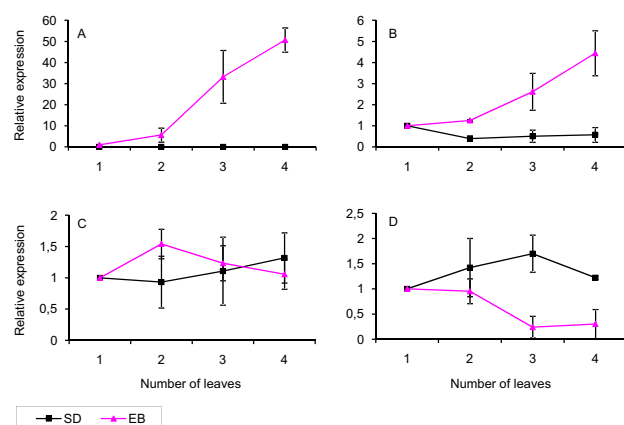 A
Relative expression
60
50
40
30
20
10
0
1 2 3 4
B
Relative expression
6
5
4
3
2
1
0
1 2 3 4
C
Relative expression
2
1,5
1
0,5
0
1 2 3 4
Number of leaves
D
2,5
2
1,5
1
0,5
0
1 2 3 4
Number of leaves
SD EB